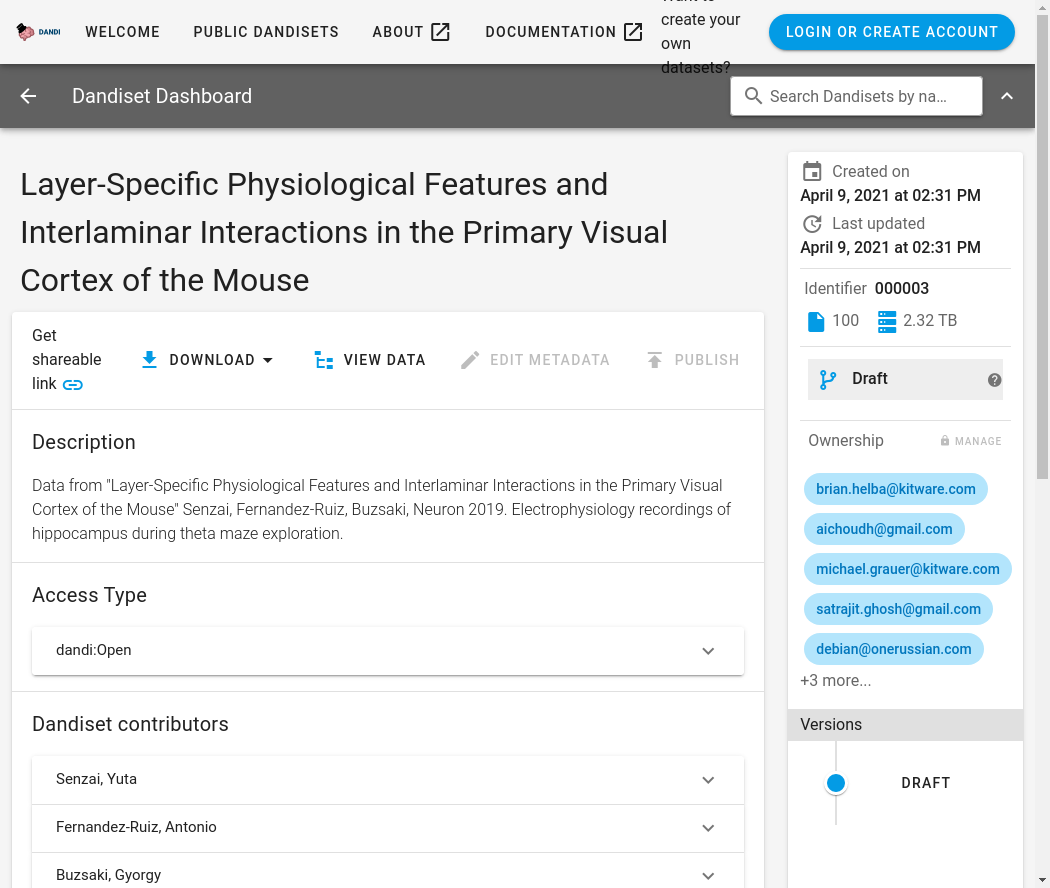 DANDI
WELCOME
PUBLIC DANDISETS
ABOUT
DOCUMENTATION
create your
own
datasets?
LOGIN OR CREATE ACCOUNT
Dandiset Dashboard
Search Dandisets by na...
Layer-Specific Physiological Features and
Interlaminar Interactions in the Primary Visual
Cortex of the Mouse
Get
shareable
link
DOWNLOAD
VIEW DATA
EDIT METADATA
PUBLISH
Description
Data from "Layer-Specific Physiological Features and Interlaminar Interactions in the Primary Visual
Cortex of the Mouse" Senzai, Fernandez-Ruiz, Buzsaki, Neuron 2019. Electrophysiology recordings of
hippocampus during theta maze exploration.
Access Type
dandi:Open
Dandiset contributors
Senzai, Yuta
Fernandez-Ruiz, Antonio
Buzsaki, Gyorgy
Created on
April 9, 2021 at 02:31 PM
Last updated
April 9, 2021 at 02:31 PM
Identifier 000003
100
2.32 TB
Draft
Ownership
MANAGE
brian.helba@kitware.com
aichoudh@gmail.com
michael.grauer@kitware.com
satrajit.ghosh@gmail.com
debian@onerussian.com
+3 more...
Versions
DRAFT